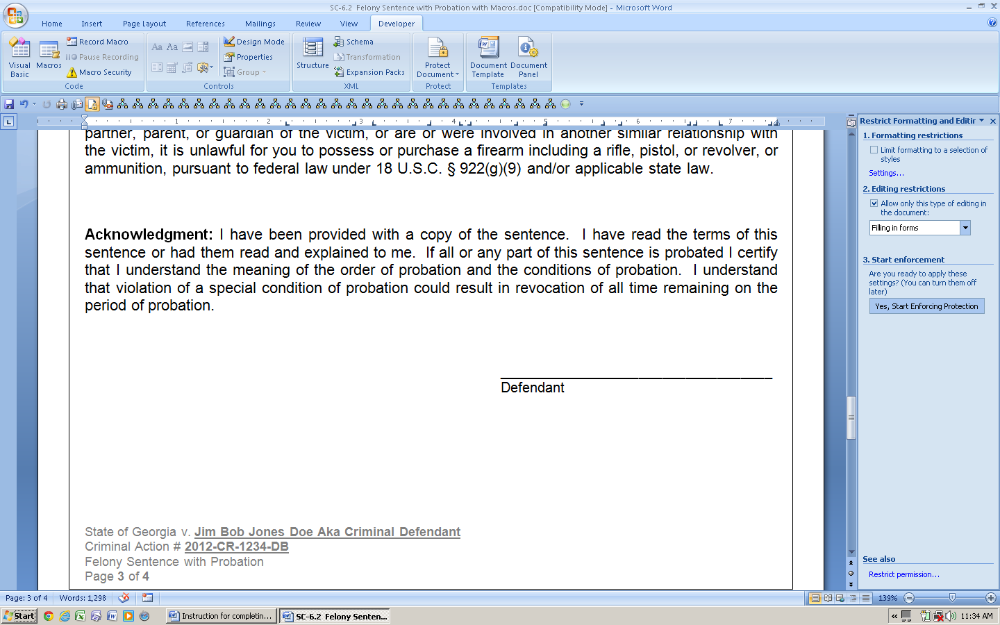 SC-6.2  Felony Sentence with Probation with Macros.doc [Compatibility Mode] - Microsoft Word
Home Insert Page Layout References Mailings Review View Developer
Visual Basic
Macros
Record Macro
Pause Recording
Macro Security
Code
Aa Aa
Design Mode
Properties
Group
Controls
Structure
Schema
Transformation
Expansion Packs
XML
Protect Document
Protect
Document Template
Document Panel
Templates
1 2 3 4 5 6 7
partner, parent, or guardian of the victim, or are or were involved in another similar relationship with
the victim, it is unlawful for you to possess or purchase a firearm including a rifle, pistol, or revolver, or
ammunition, pursuant to federal law under 18 U.S.C. § 922(g)(9) and/or applicable state law.
Acknowledgment: I have been provided with a copy of the sentence.  I have read the terms of this
sentence or had them read and explained to me.  If all or any part of this sentence is probated I certify
that I understand the meaning of the order of probation and the conditions of probation.  I understand
that violation of a special condition of probation could result in revocation of all time remaining on the
period of probation.
Defendant
State of Georgia v. Jim Bob Jones Doe Aka Criminal Defendant
Criminal Action # 2012-CR-1234-DB
Felony Sentence with Probation
Page 3 of 4
Restrict Formatting and Editir
1. Formatting restrictions
Limit formatting to a selection of
styles
Settings...
2. Editing restrictions
Allow only this type of editing in
the document:
Filling in forms
3. Start enforcement
Are you ready to apply these
settings? (You can turn them off
later)
Yes, Start Enforcing Protection
See also
Restrict permission...
Page: 3 of 4 Words: 1,298 139%
Start Instruction for completin... SC-6.2  Felony Senten... 11:34 AM